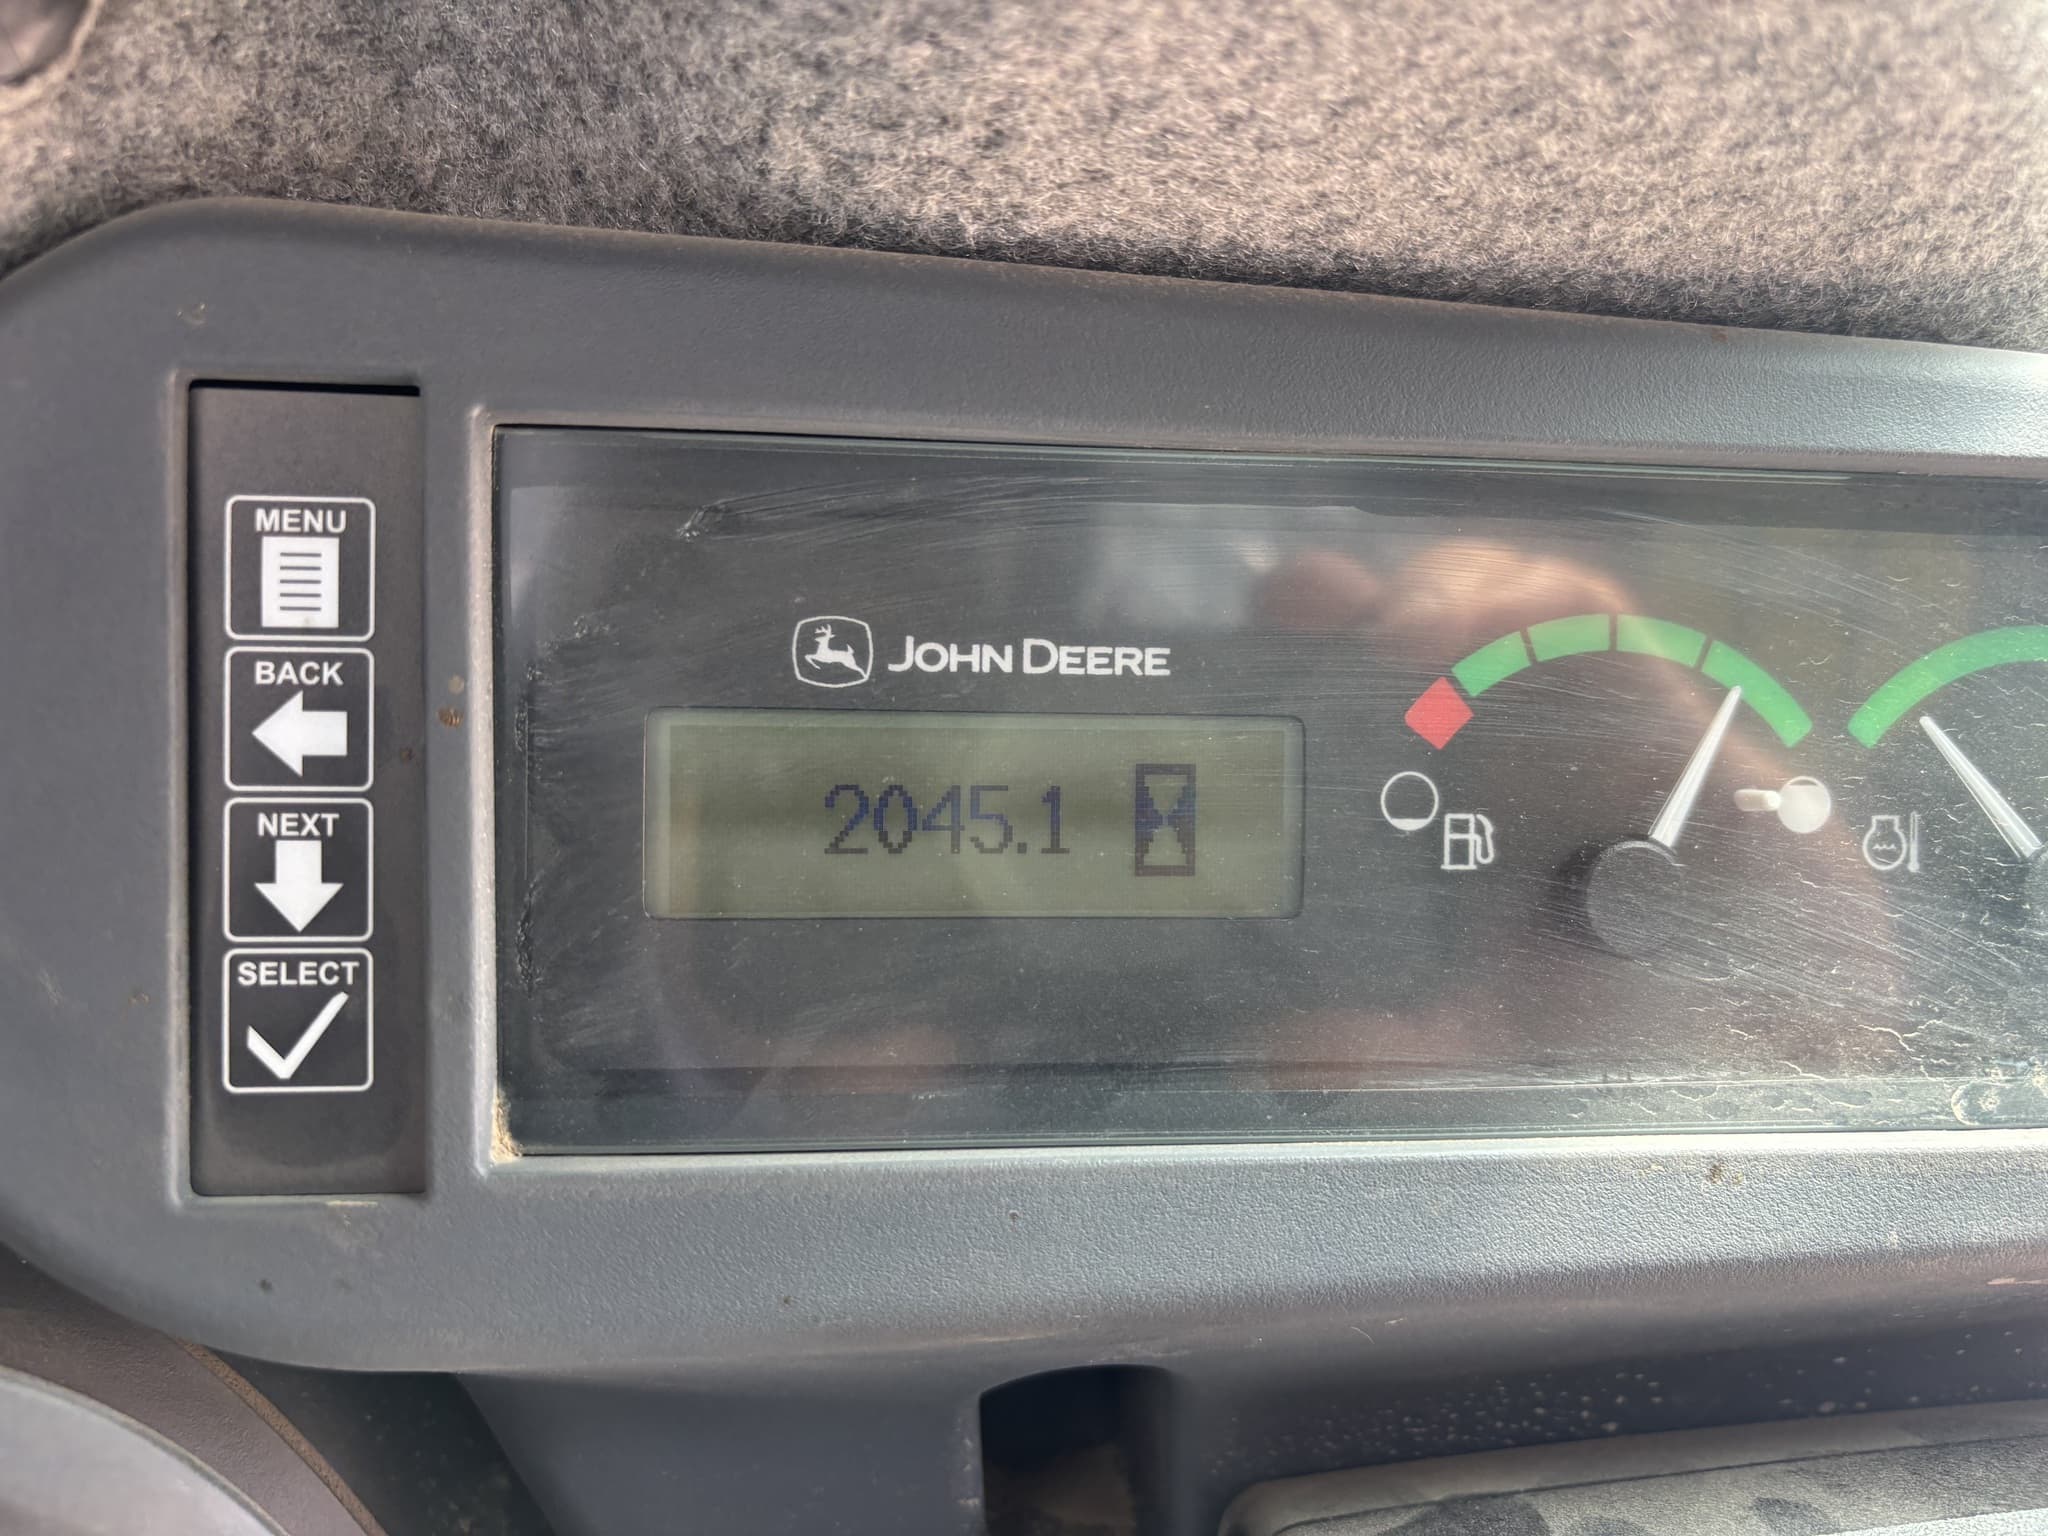 MENU
BACK
NEXT
SELECT
JOHN DEERE
2045.1